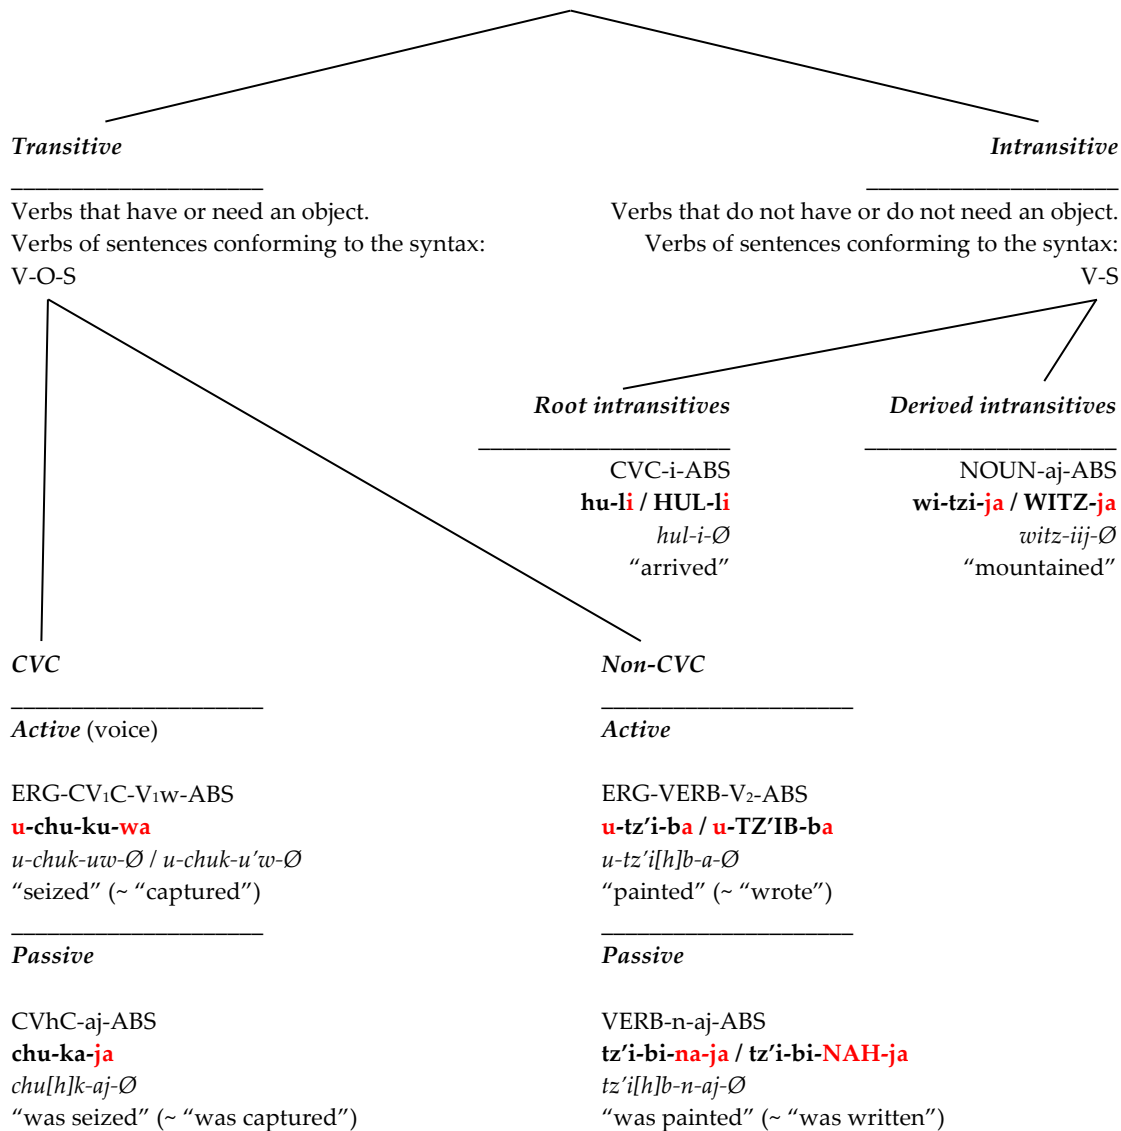 Transitive
Intransitive
Verbs that have or need an object.
Verbs that do not have or do not need an object.
Verbs of sentences conforming to the syntax:
Verbs of sentences conforming to the syntax:
V-O-S
V-S
Root intransitives
Derived intransitives
CVC-i-ABS
NOUN-aj-ABS
hu-li / HUL-li
wi-tzi-ja / WITZ-ja
hul-i-Ø
witz-iij-Ø
“arrived”
“mountained”
CVC
Non-CVC
Active (voice)
Active
ERG-CV₁C-V₁w-ABS
ERG-VERB-V₂-ABS
u-chu-ku-wa
u-tz’i-ba / u-TZ’IB-ba
u-chuk-uw-Ø / u-chuk-u’w-Ø
u-tz’i[h]b-a-Ø
“seized” (~ “captured”)
“painted” (~ “wrote”)
Passive
Passive
CVhC-aj-ABS
VERB-n-aj-ABS
chu-ka-ja
tz’i-bi-na-ja / tz’i-bi-NAH-ja
chu[h]k-aj-Ø
tz’i[h]b-n-aj-Ø
“was seized” (~ “was captured”)
“was painted” (~ “was written”)